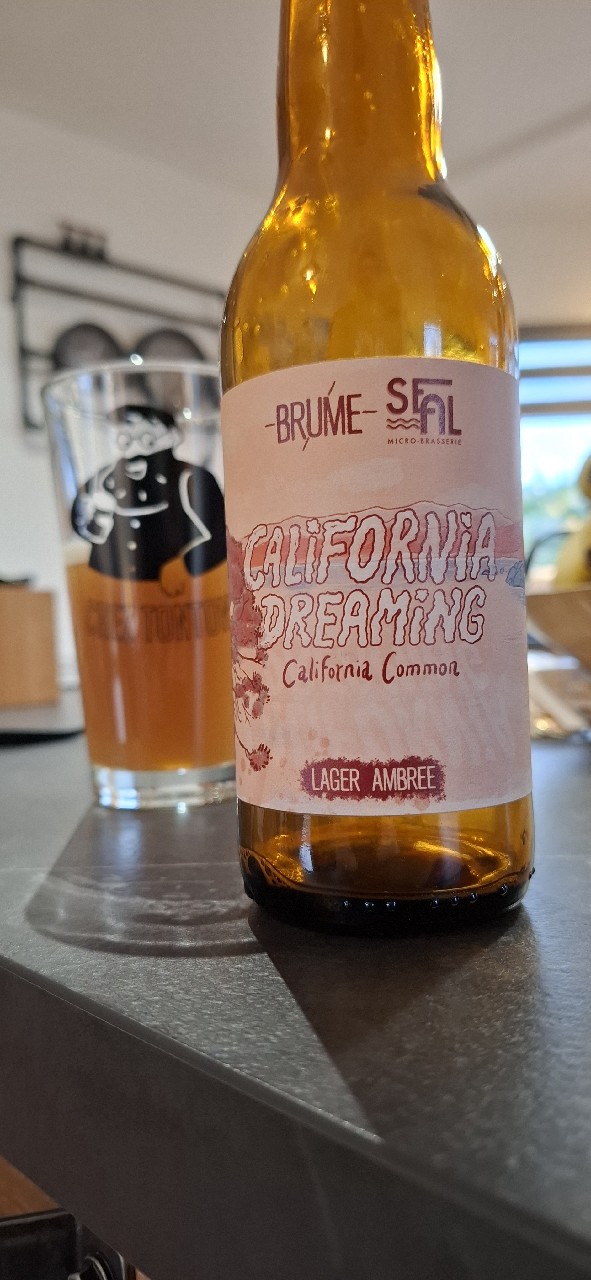 BRUME
SEAL
MICRO-BRASSERIE
CALIFORNIA
DREAMING
California Common
LAGER AMBREE